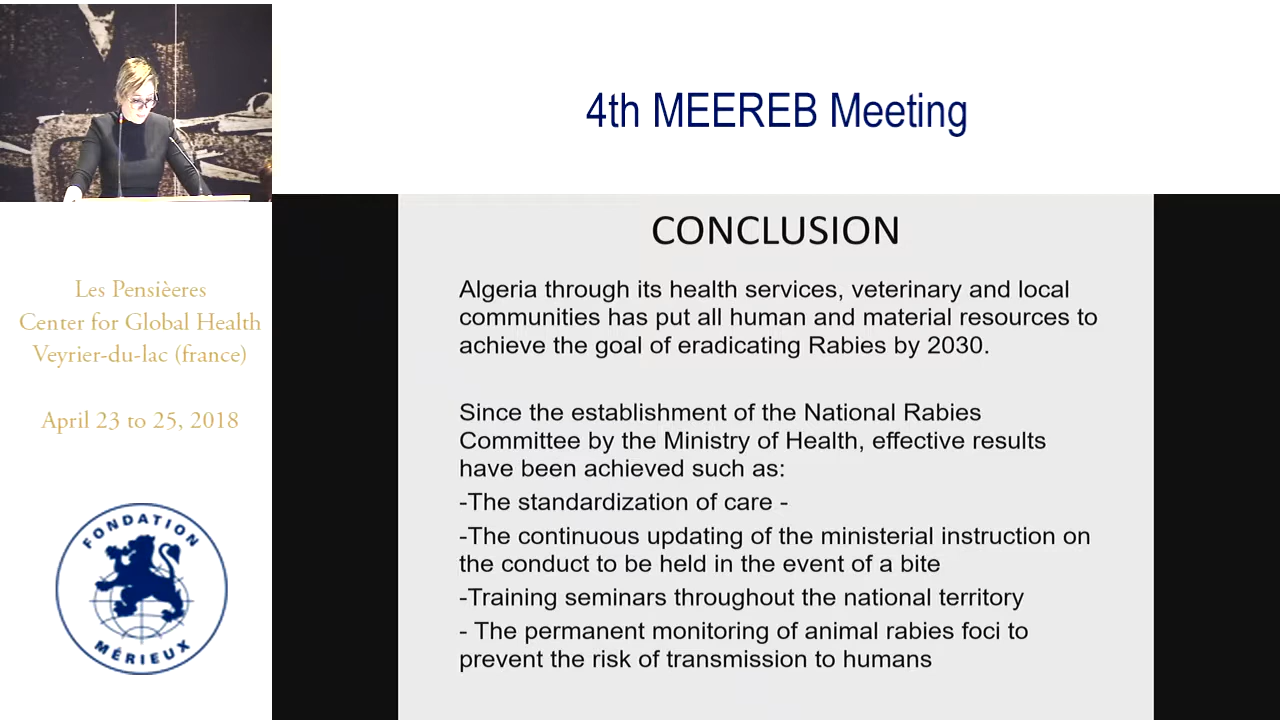 4th MEEREB Meeting
Les Pensièeres
Center for Global Health
Veyrier-du-lac (france)
April 23 to 25, 2018
FONDATION
MÉRIEUX
CONCLUSION
Algeria through its health services, veterinary and local
communities has put all human and material resources to
achieve the goal of eradicating Rabies by 2030.
Since the establishment of the National Rabies
Committee by the Ministry of Health, effective results
have been achieved such as:
-The standardization of care -
-The continuous updating of the ministerial instruction on
the conduct to be held in the event of a bite
-Training seminars throughout the national territory
- The permanent monitoring of animal rabies foci to
prevent the risk of transmission to humans